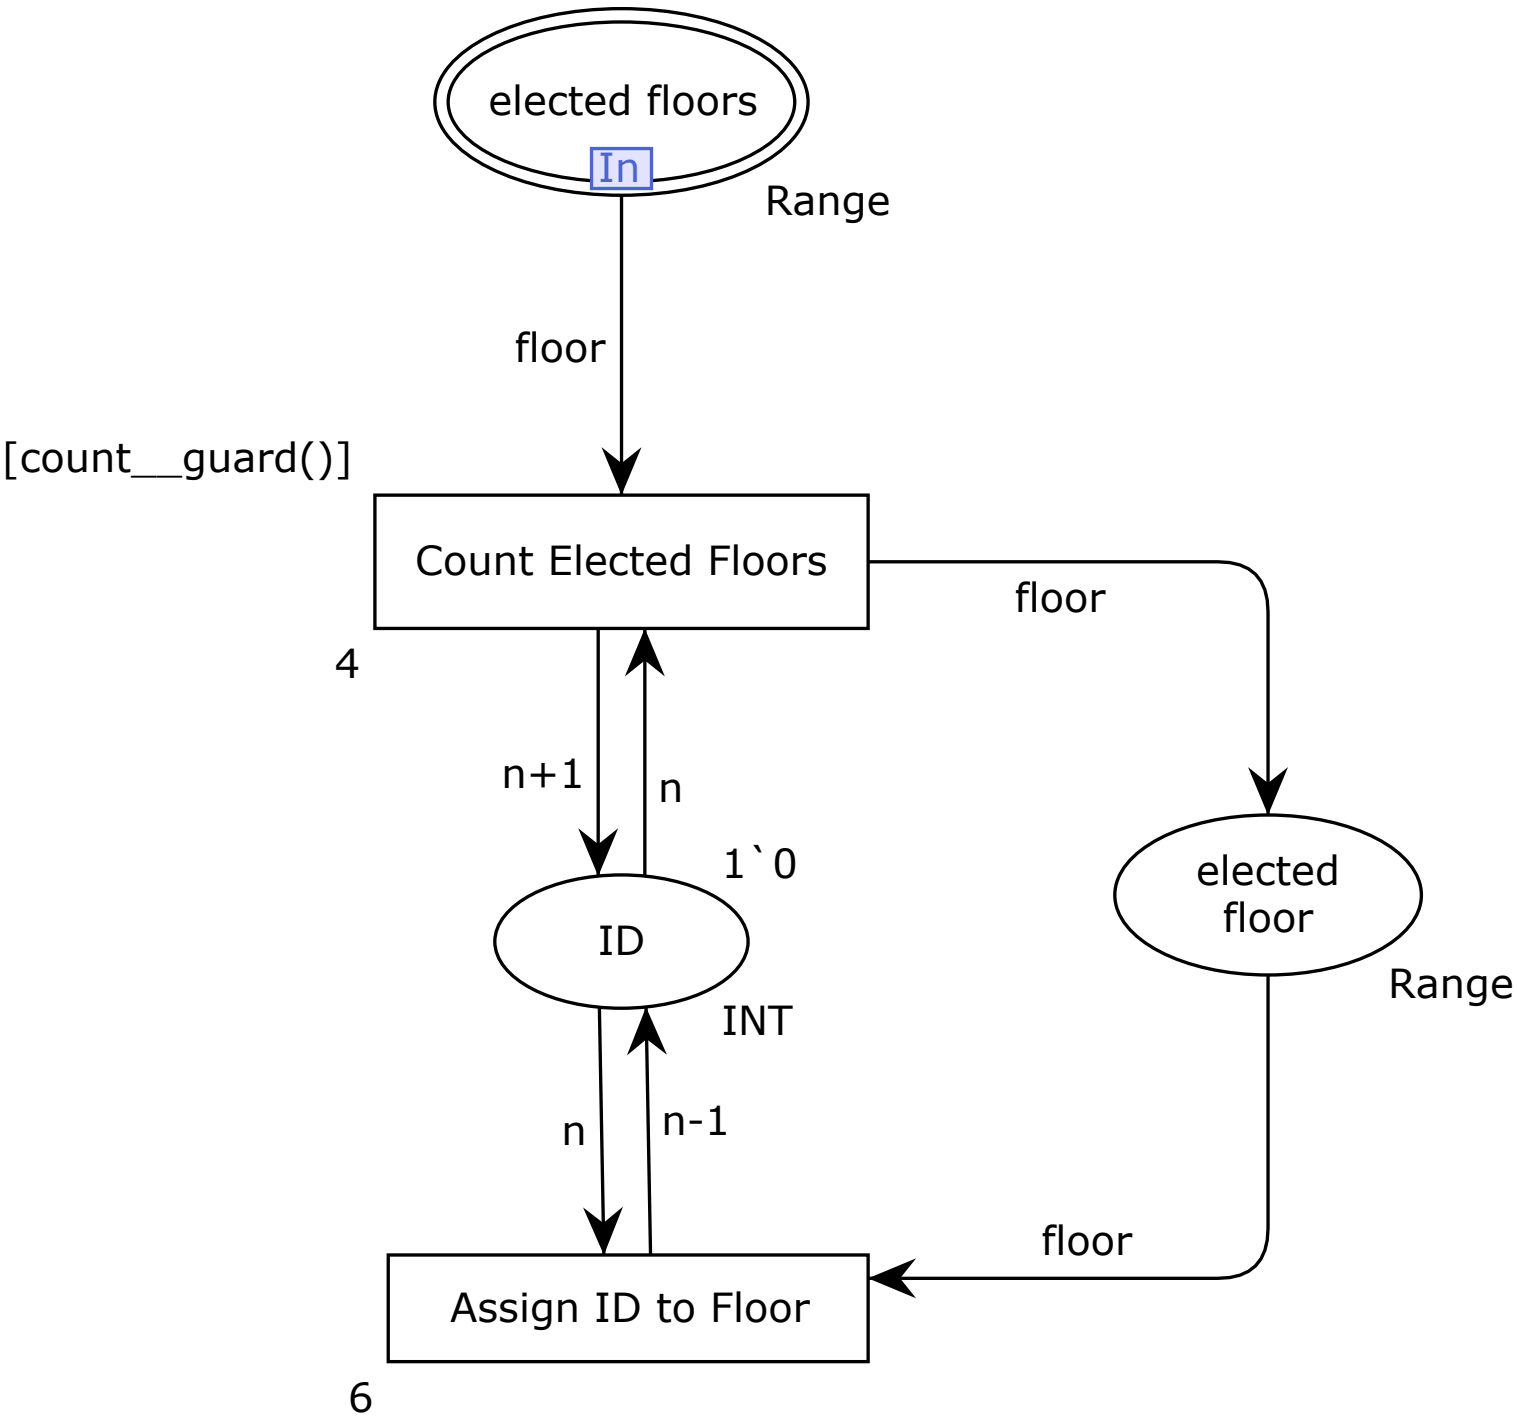 elected floors
In
Range
floor
[count__guard()]
Count Elected Floors
floor
4
n+1
n
1`0
elected
floor
ID
Range
INT
n
n-1
floor
Assign ID to Floor
6